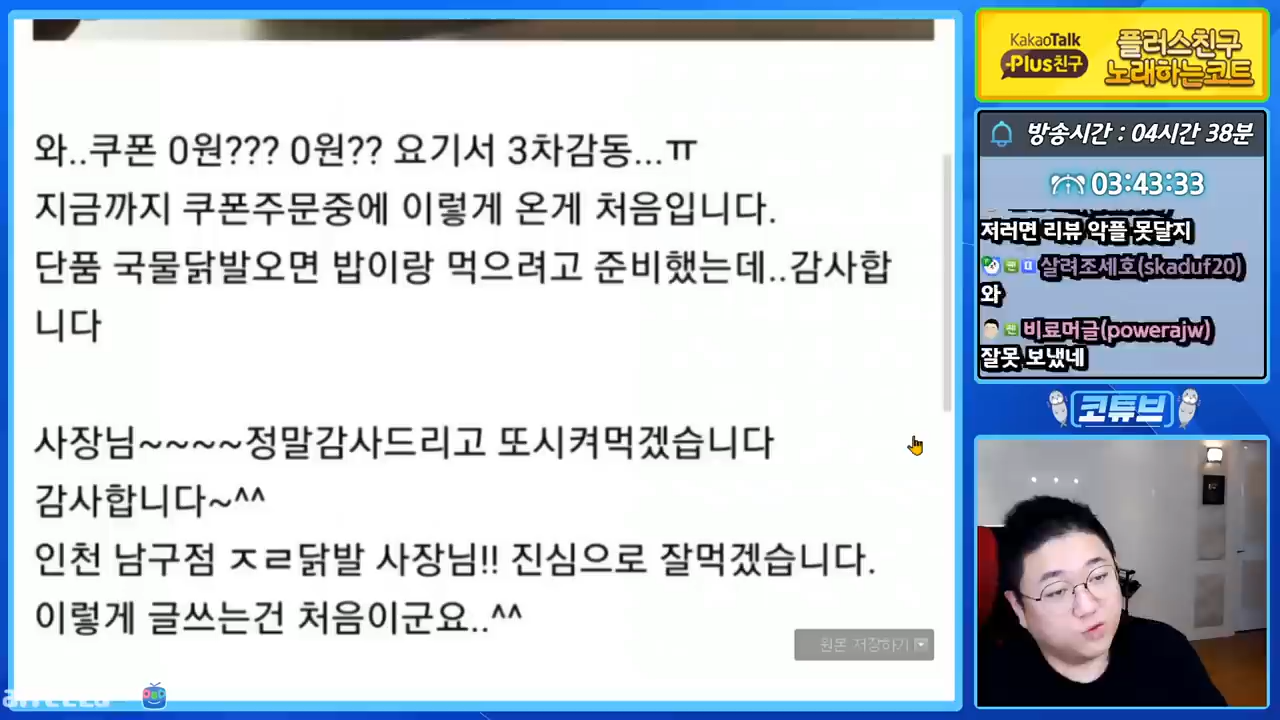 와..쿠폰 0원??? 0원?? 요기서 3차감동...ㅠ
지금까지 쿠폰주문중에 이렇게 온게 처음입니다.
단품 국물닭발오면 밥이랑 먹으려고 준비했는데..감사합
니다
사장님~~~~정말감사드리고 또시켜먹겠습니다
감사합니다~^^
인천 남구점 ㅈㄹ닭발 사장님!! 진심으로 잘먹겠습니다.
이렇게 글쓰는건 처음이군요..^^
원본 저장하기
KakaoTalk
Plus친구
플러스친구
노래하는코트
방송시간 : 04시간 38분
03:43:33
저러면 리뷰 악플 못달지
팬 살려조세호(skaduf20)
와
팬 비료머글(powerajw)
잘못 보냈네
코튜브